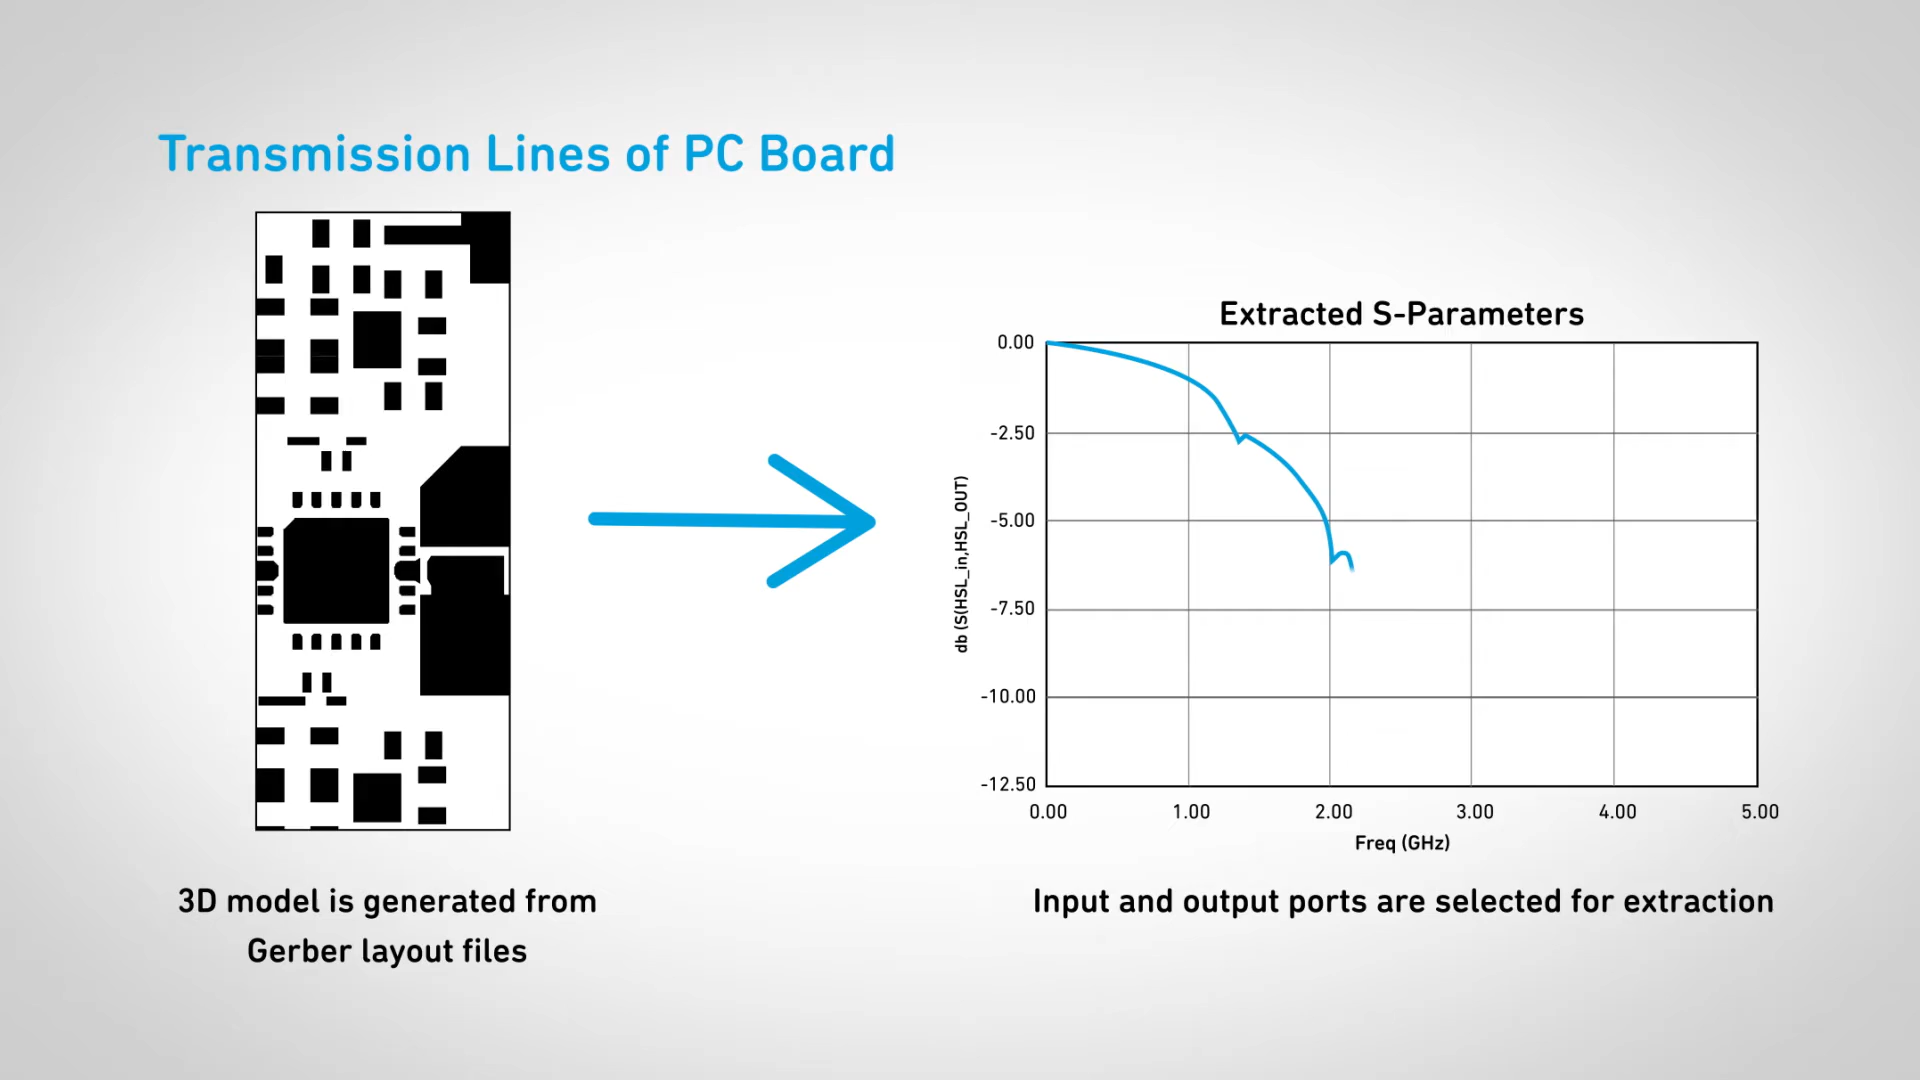 Transmission Lines of PC Board
Extracted S-Parameters
0.00
-2.50
-5.00
-7.50
-10.00
-12.50
db (S(HSL_in,HSL_OUT)
0.00 1.00 2.00 3.00 4.00 5.00
Freq (GHz)
3D model is generated from
Gerber layout files
Input and output ports are selected for extraction